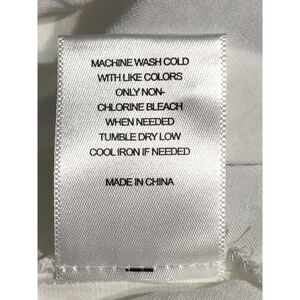 MACHINE WASH COLD
WITH LIKE COLORS
ONLY NON-
CHLORINE BLEACH
WHEN NEEDED
TUMBLE DRY LOW
COOL IRON IF NEEDED
MADE IN CHINA